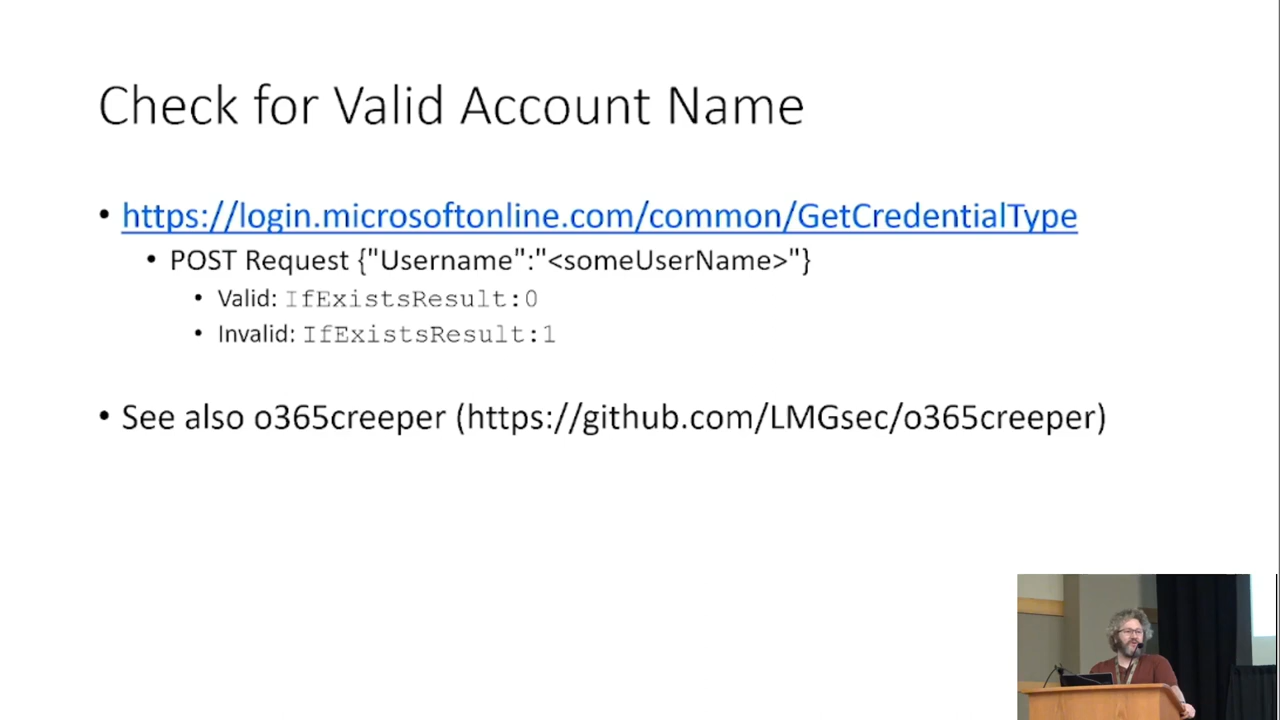 Check for Valid Account Name
• https://login.microsoftonline.com/common/GetCredentialType
• POST Request {"Username":"<someUserName>"}
• Valid: IfExistsResult:0
• Invalid: IfExistsResult:1
• See also o365creeper (https://github.com/LMGsec/o365creeper)